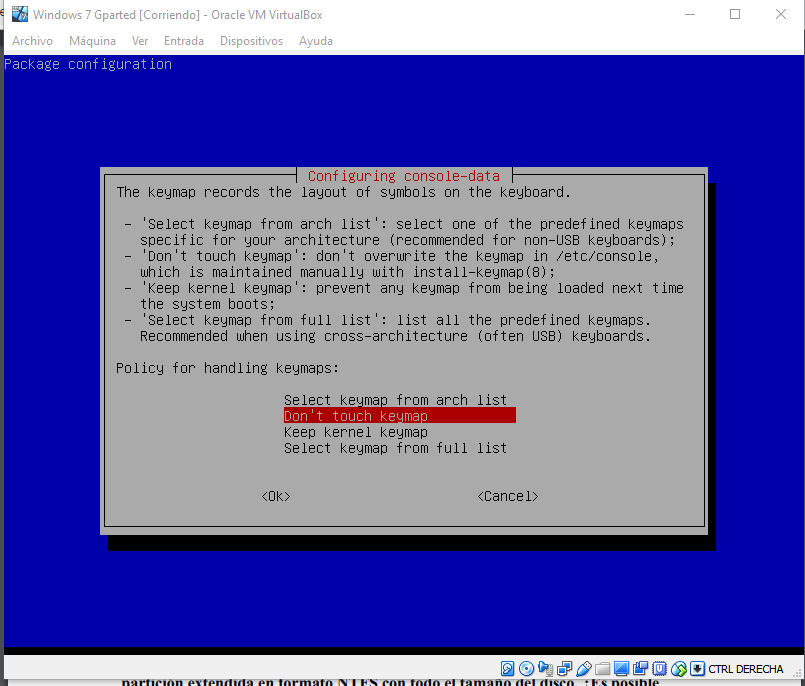 Windows 7 Gparted [Corriendo] - Oracle VM VirtualBox
Archivo Máquina Ver Entrada Dispositivos Ayuda
Package configuration
Configuring console-data
The keymap records the layout of symbols on the keyboard.
- 'Select keymap from arch list': select one of the predefined keymaps
specific for your architecture (recommended for non-USB keyboards);
- 'Don't touch keymap': don't overwrite the keymap in /etc/console,
which is maintained manually with install-keymap(8);
- 'Keep kernel keymap': prevent any keymap from being loaded next time
the system boots;
- 'Select keymap from full list': list all the predefined keymaps.
Recommended when using cross-architecture (often USB) keyboards.
Policy for handling keymaps:
Select keymap from arch list
Don't touch keymap
Keep kernel keymap
Select keymap from full list
<Ok> <Cancel>
CTRL DERECHA
partición extendida en formato NTFS con todo el tamaño del disco. ¿Es posible